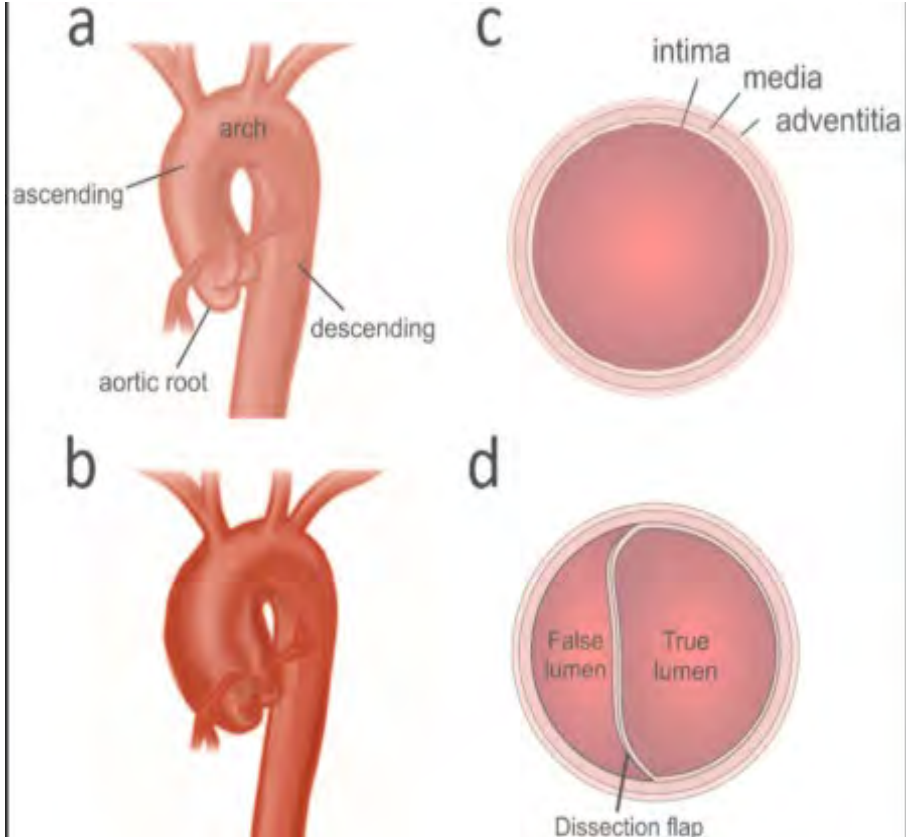 a
arch
ascending
descending
aortic root
c
intima
media
adventitia
b
d
False
lumen
True
lumen
Dissection flap